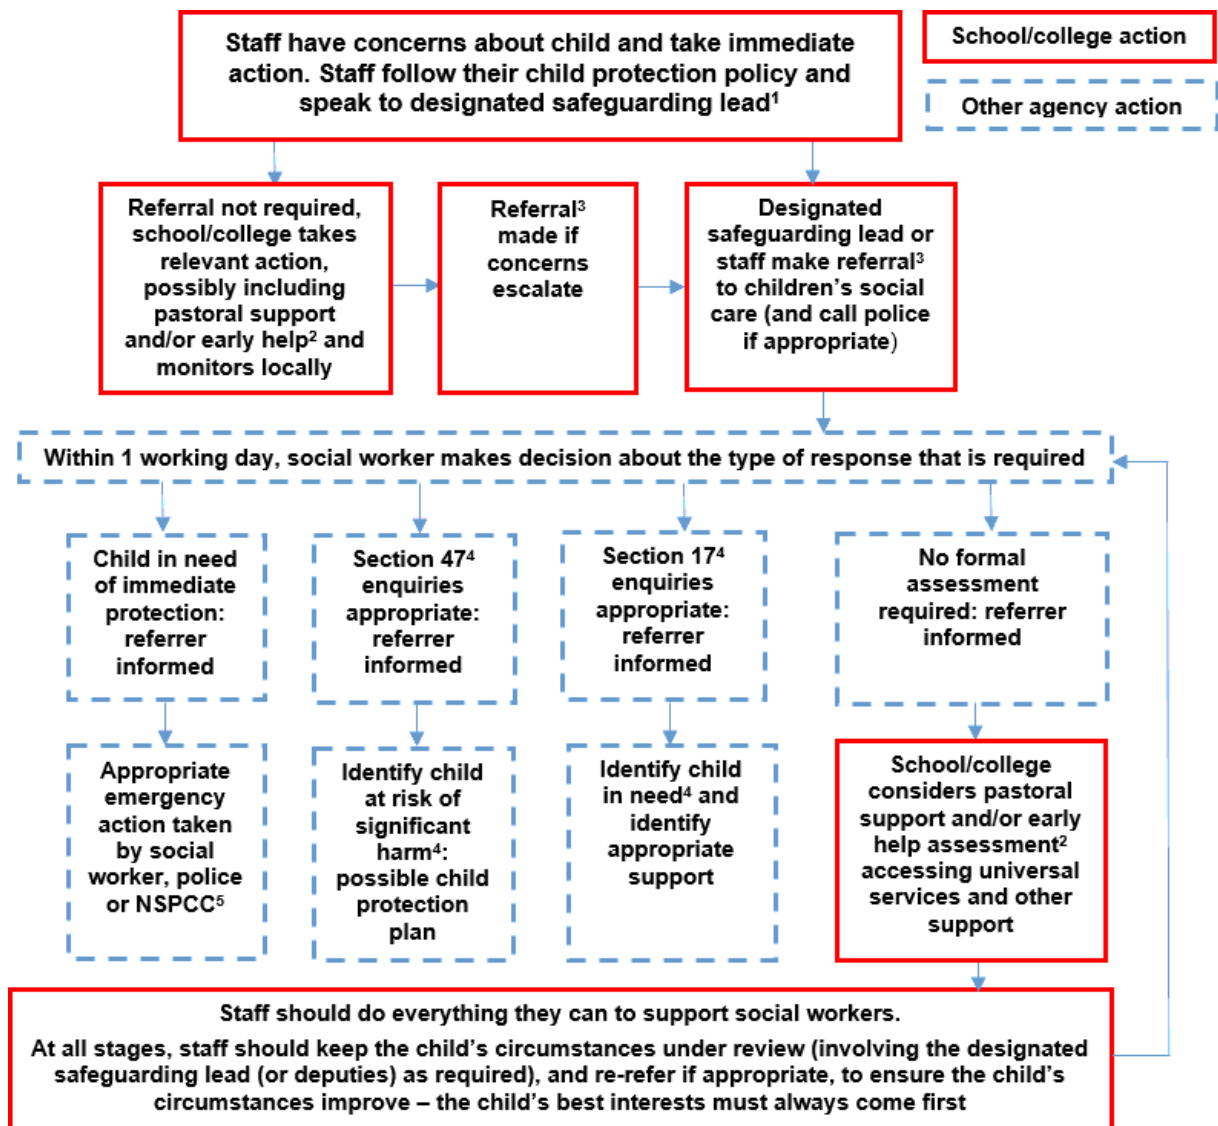 Staff have concerns about child and take immediate
action. Staff follow their child protection policy and
speak to designated safeguarding lead¹
School/college action
Other agency action
Referral not required,
school/college takes
relevant action,
possibly including
pastoral support
and/or early help² and
monitors locally
Referral³
made if
concerns
escalate
Designated
safeguarding lead or
staff make referral³
to children’s social
care (and call police
if appropriate)
Within 1 working day, social worker makes decision about the type of response that is required
Child in need
of immediate
protection:
referrer
informed
Section 47⁴
enquiries
appropriate:
referrer
informed
Section 17⁴
enquiries
appropriate:
referrer
informed
No formal
assessment
required: referrer
informed
Appropriate
emergency
action taken
by social
worker, police
or NSPCC⁵
Identify child
at risk of
significant
harm⁴:
possible child
protection
plan
Identify child
in need⁴ and
identify
appropriate
support
School/college
considers pastoral
support and/or early
help assessment²
accessing universal
services and other
support
Staff should do everything they can to support social workers.
At all stages, staff should keep the child’s circumstances under review (involving the designated
safeguarding lead (or deputies) as required), and re-refer if appropriate, to ensure the child’s
circumstances improve – the child’s best interests must always come first